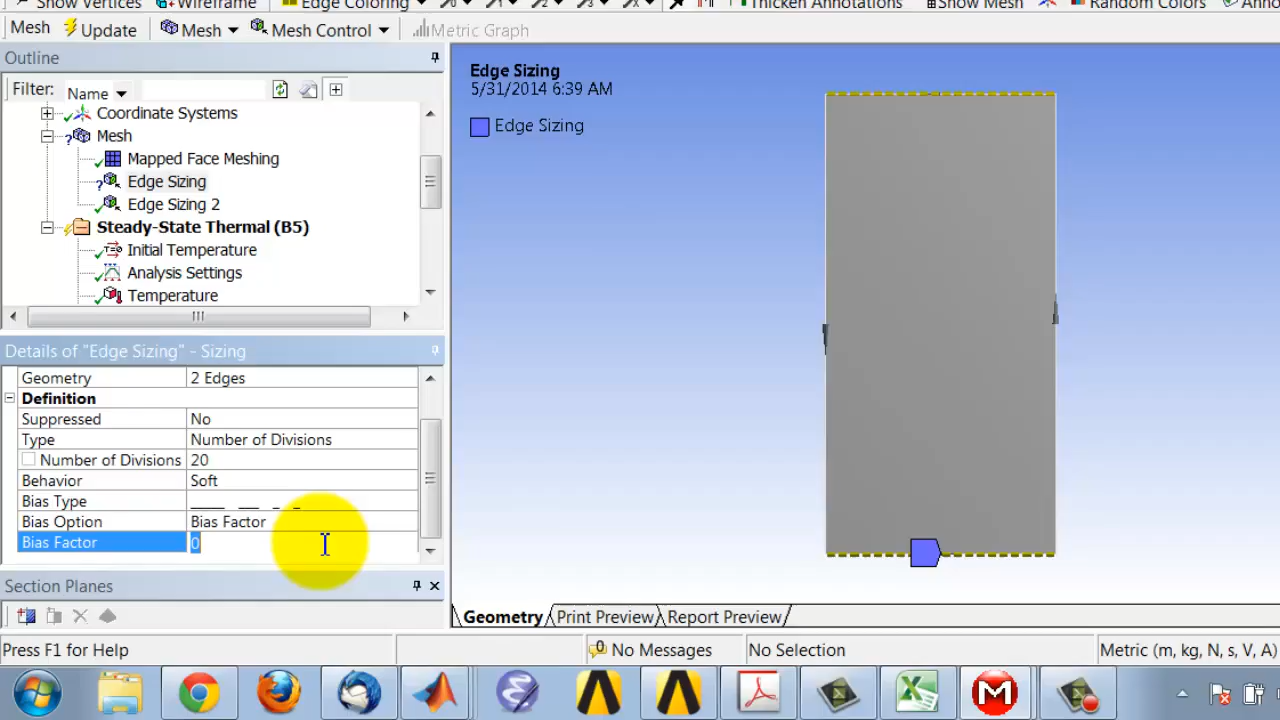 Show Vertices Wireframe Edge Coloring Thicken Annotations Show Mesh Random Colors
Mesh Update Mesh Mesh Control Metric Graph
Outline
Filter: Name
Coordinate Systems
Mesh
Mapped Face Meshing
Edge Sizing
Edge Sizing 2
Steady-State Thermal (B5)
Initial Temperature
Analysis Settings
Temperature
Details of "Edge Sizing" - Sizing
Geometry 2 Edges
Definition
Suppressed No
Type Number of Divisions
Number of Divisions 20
Behavior Soft
Bias Type
Bias Option Bias Factor
Bias Factor 0
Section Planes
Edge Sizing
5/31/2014 6:39 AM
Edge Sizing
Geometry Print Preview Report Preview
Press F1 for Help
0 No Messages No Selection Metric (m, kg, N, s, V, A)